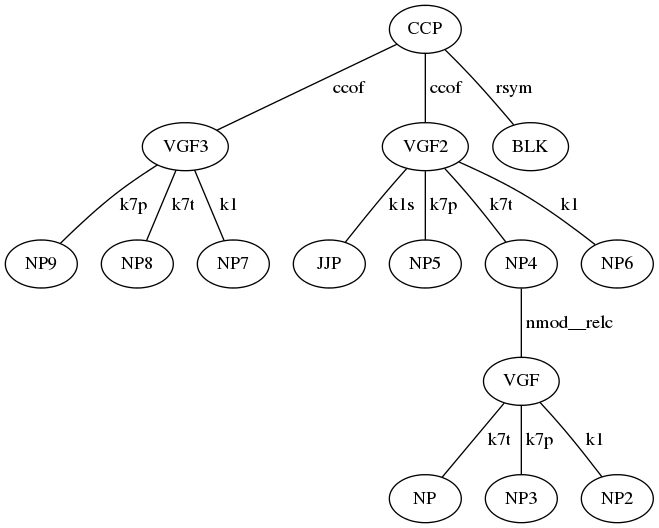 CCP
ccof ccof rsym
VGF3 VGF2 BLK
k7p k7t k1 k1s k7p k7t k1
NP9 NP8 NP7 JJP NP5 NP4 NP6
nmod__relc
VGF
k7t k7p k1
NP NP3 NP2